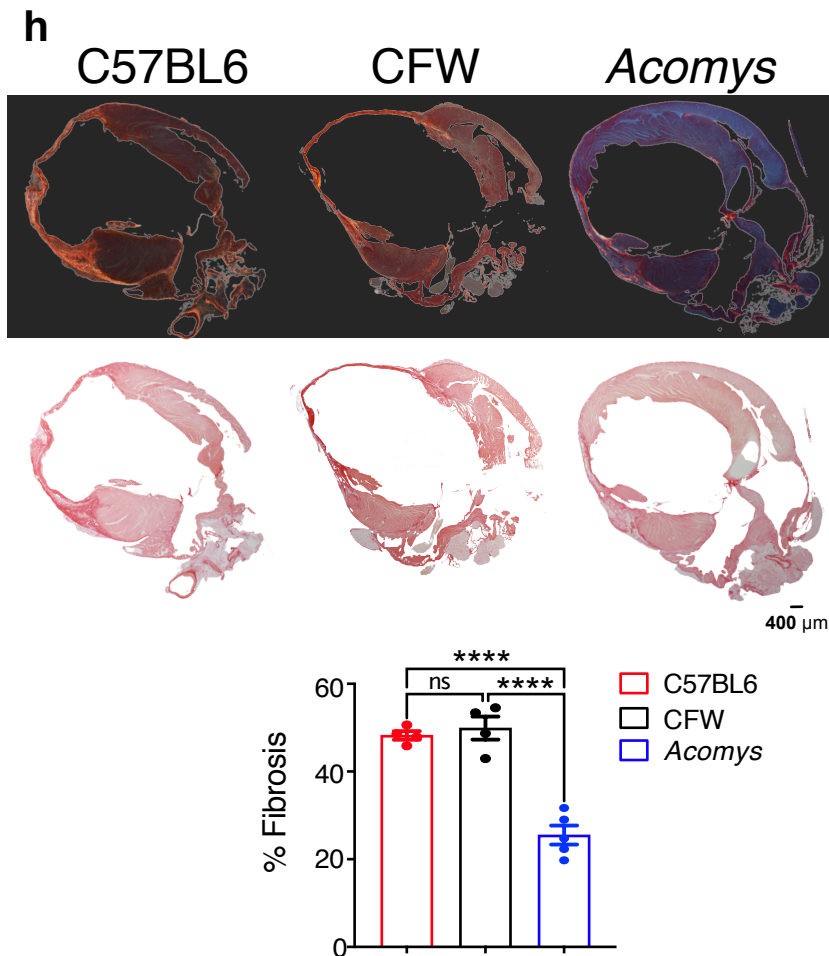 h
C57BL6 CFW Acomys
400 µm
****
ns ****
60
40
20
0
% Fibrosis
C57BL6
CFW
Acomys